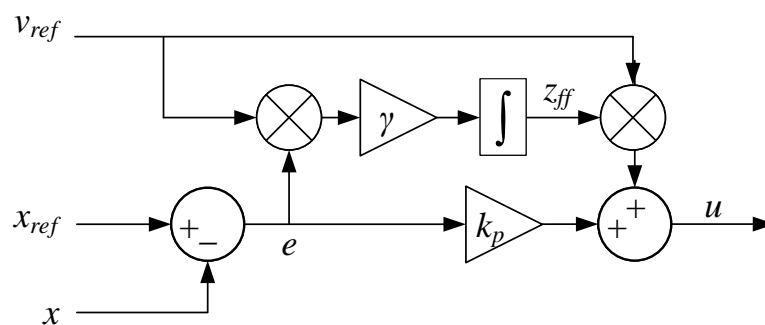 v_ref
γ
∫
z_ff
x_ref
+
−
e
k_p
+
+
u
x